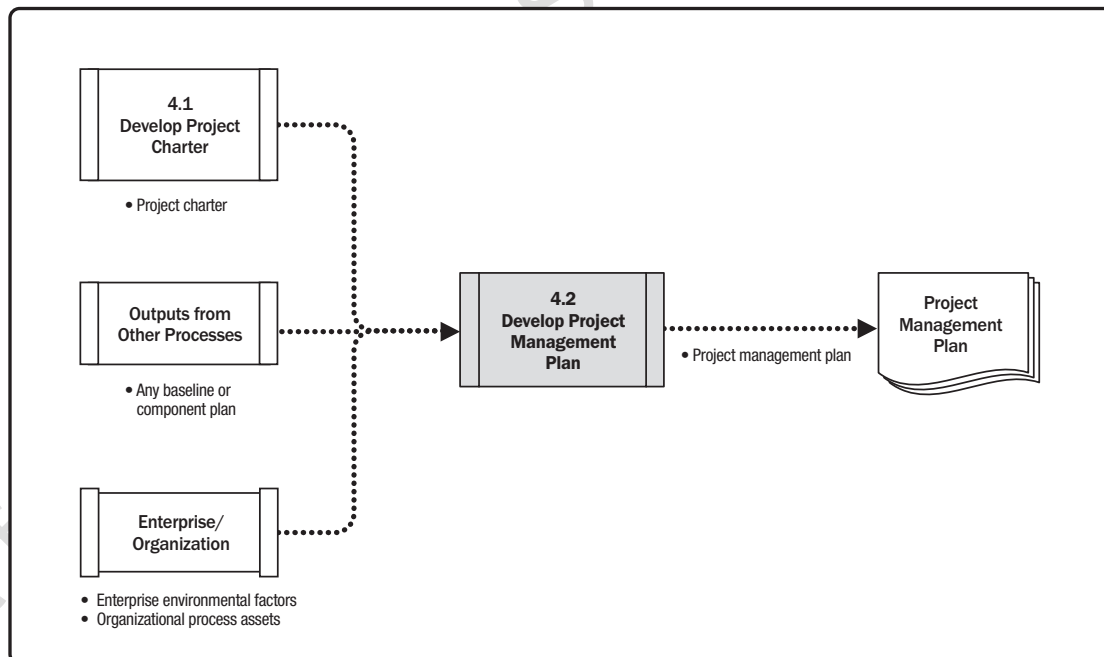 4.1
Develop Project
Charter
• Project charter
Outputs from
Other Processes
• Any baseline or
component plan
Enterprise/
Organization
• Enterprise environmental factors
• Organizational process assets
4.2
Develop Project
Management
Plan
• Project management plan
Project
Management
Plan